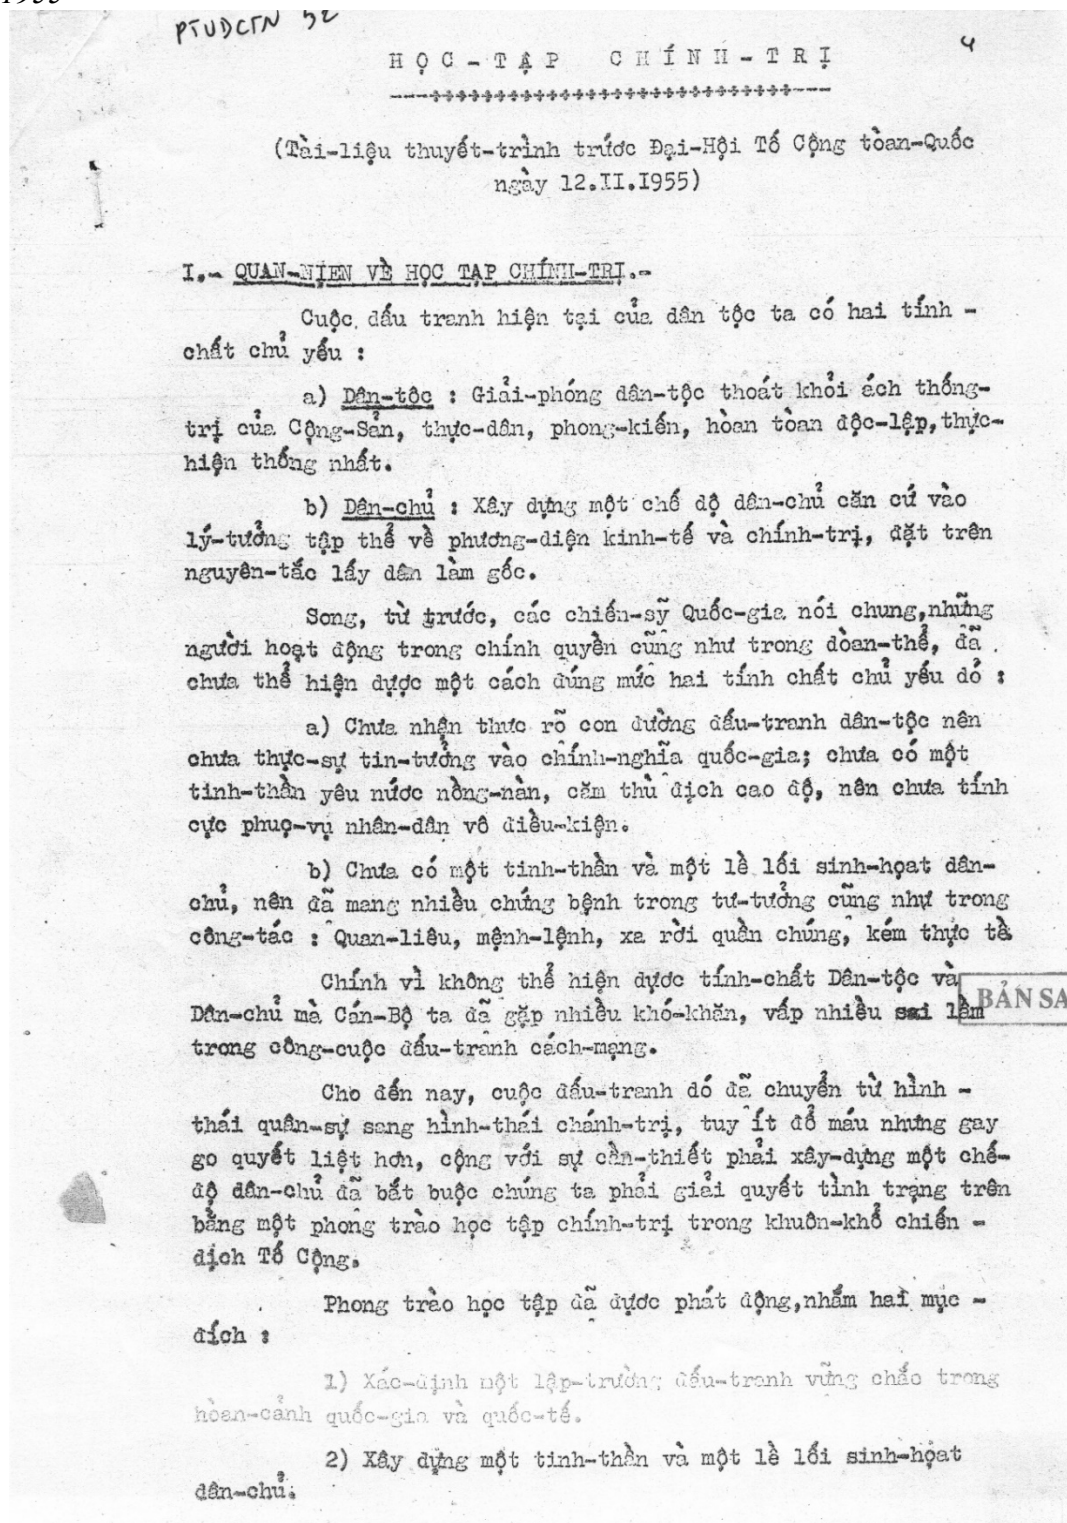 1955
PTUDCTN 52
4
HỌC-TẬP CHÍNH-TRỊ
---++++++++++++++++++++++++++++---
(Tài-liệu thuyết-trình trước Đại-Hội Tố Cộng tòan-Quốc
ngày 12.II.1955)
I.- QUAN-NIỆN VỀ HỌC TẬP CHÍNH-TRỊ.-
Cuộc đấu tranh hiện tại của dân tộc ta có hai tính -
chất chủ yếu :
a) Dân-tộc : Giải-phóng dân-tộc thoát khỏi ách thống-
trị của Cộng-Sản, thực-dân, phong-kiến, hòan tòan độc-lập,thực-
hiện thống nhất.
b) Dân-chủ : Xây dựng một chế độ dân-chủ căn cứ vào
lý-tưởng tập thể về phương-diện kinh-tế và chính-trị, đặt trên
nguyên-tắc lấy dân làm gốc.
Song, từ trước, các chiến-sỹ Quốc-gia nói chung,những
người hoạt động trong chính quyền cũng như trong đòan-thể, đã
chưa thể hiện được một cách đúng mức hai tính chất chủ yếu đó :
a) Chưa nhận thức rõ con đường đấu-tranh dân-tộc nên
chưa thực-sự tin-tưởng vào chính-nghĩa quốc-gia; chưa có một
tinh-thần yêu nước nồng-nàn, căm thù địch cao độ, nên chưa tính
cực phục-vụ nhân-dân vô điều-kiện.
b) Chưa có một tinh-thần và một lề lối sinh-họat dân-
chủ, nên đã mang nhiều chứng bệnh trong tư-tưởng cũng như trong
công-tác : Quan-liêu, mệnh-lệnh, xa rời quần chúng, kém thực tế.
Chính vì không thể hiện được tính-chất Dân-tộc và
Dân-chủ mà Cán-Bộ ta đã gặp nhiều khó-khăn, vấp nhiều sai lầm
BẢN SA
trong công-cuộc đấu-tranh cách-mạng.
Cho đến nay, cuộc đấu-tranh đó đã chuyển từ hình -
thái quân-sự sang hình-thái chánh-trị, tuy ít đổ máu nhưng gay
go quyết liệt hơn, cộng với sự cần-thiết phải xây-dựng một chế-
độ dân-chủ đã bắt buộc chúng ta phải giải quyết tình trạng trên
bằng một phong trào học tập chính-trị trong khuôn-khổ chiến -
dịch Tố Cộng.
Phong trào học tập đã được phát động,nhắm hai mục -
đích :
1) Xác-định một lập-trường đấu-tranh vững chắc trong
hòan-cảnh quốc-gia và quốc-tế.
2) Xây dựng một tinh-thần và một lề lối sinh-họat
dân-chủ.